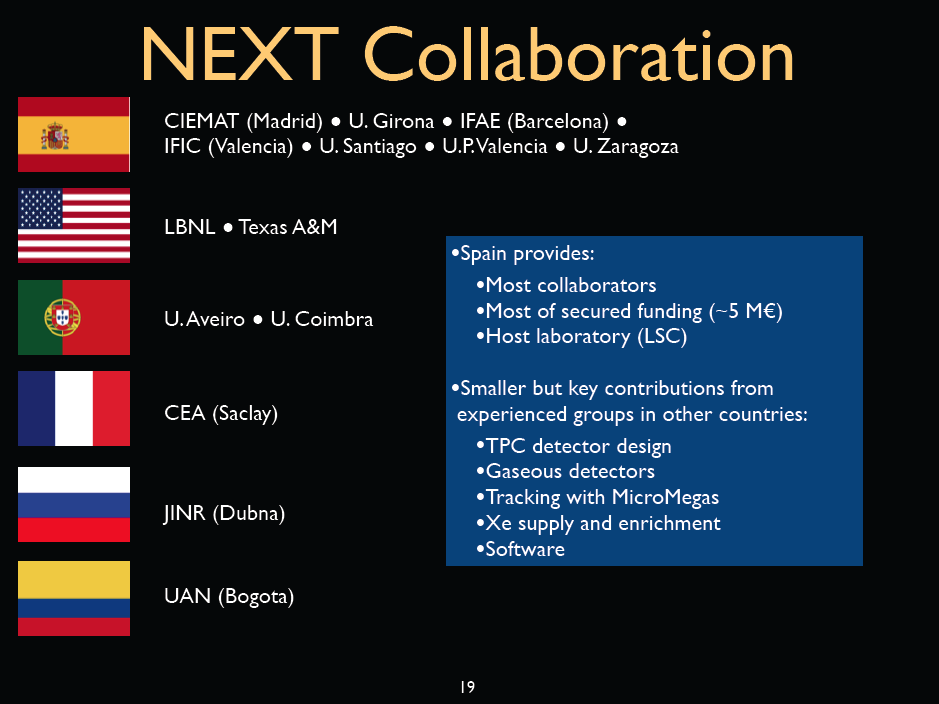 NEXT Collaboration
CIEMAT (Madrid) ● U. Girona ● IFAE (Barcelona) ●
IFIC (Valencia) ● U. Santiago ● U.P. Valencia ● U. Zaragoza
LBNL ● Texas A&M
U. Aveiro ● U. Coimbra
CEA (Saclay)
JINR (Dubna)
UAN (Bogota)
•Spain provides:
•Most collaborators
•Most of secured funding (~5 M€)
•Host laboratory (LSC)
•Smaller but key contributions from
experienced groups in other countries:
•TPC detector design
•Gaseous detectors
•Tracking with MicroMegas
•Xe supply and enrichment
•Software
19